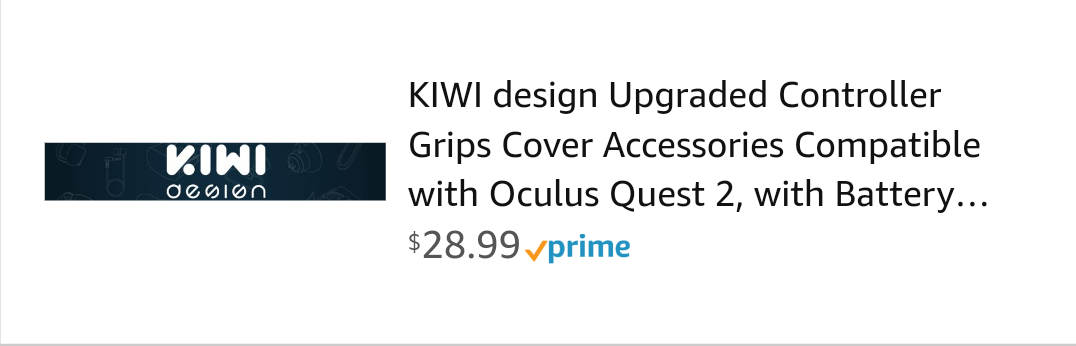 KIWI
design
KIWI design Upgraded Controller
Grips Cover Accessories Compatible
with Oculus Quest 2, with Battery...
$28.99 prime